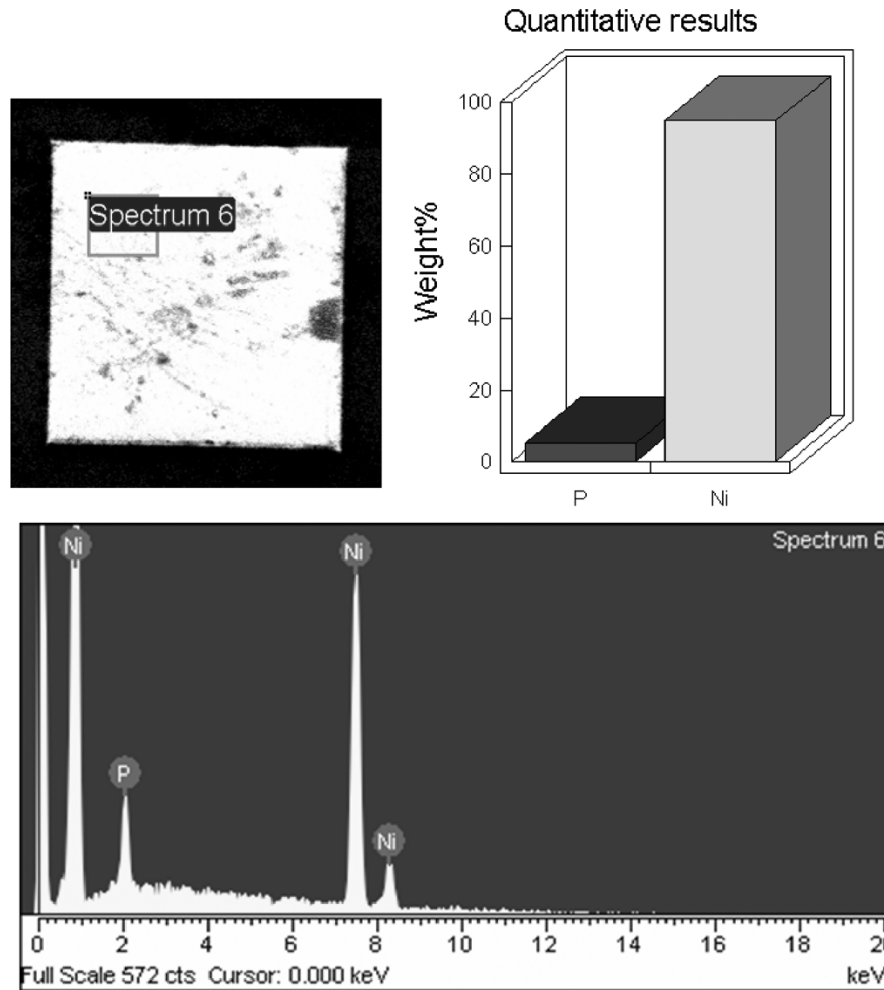 Quantitative results
Spectrum 6
Weight%
100
80
60
40
20
0
P
Ni
Spectrum 6
Ni
Ni
P
Ni
0 2 4 6 8 10 12 14 16 18 20
Full Scale 572 cts Cursor: 0.000 keV
keV